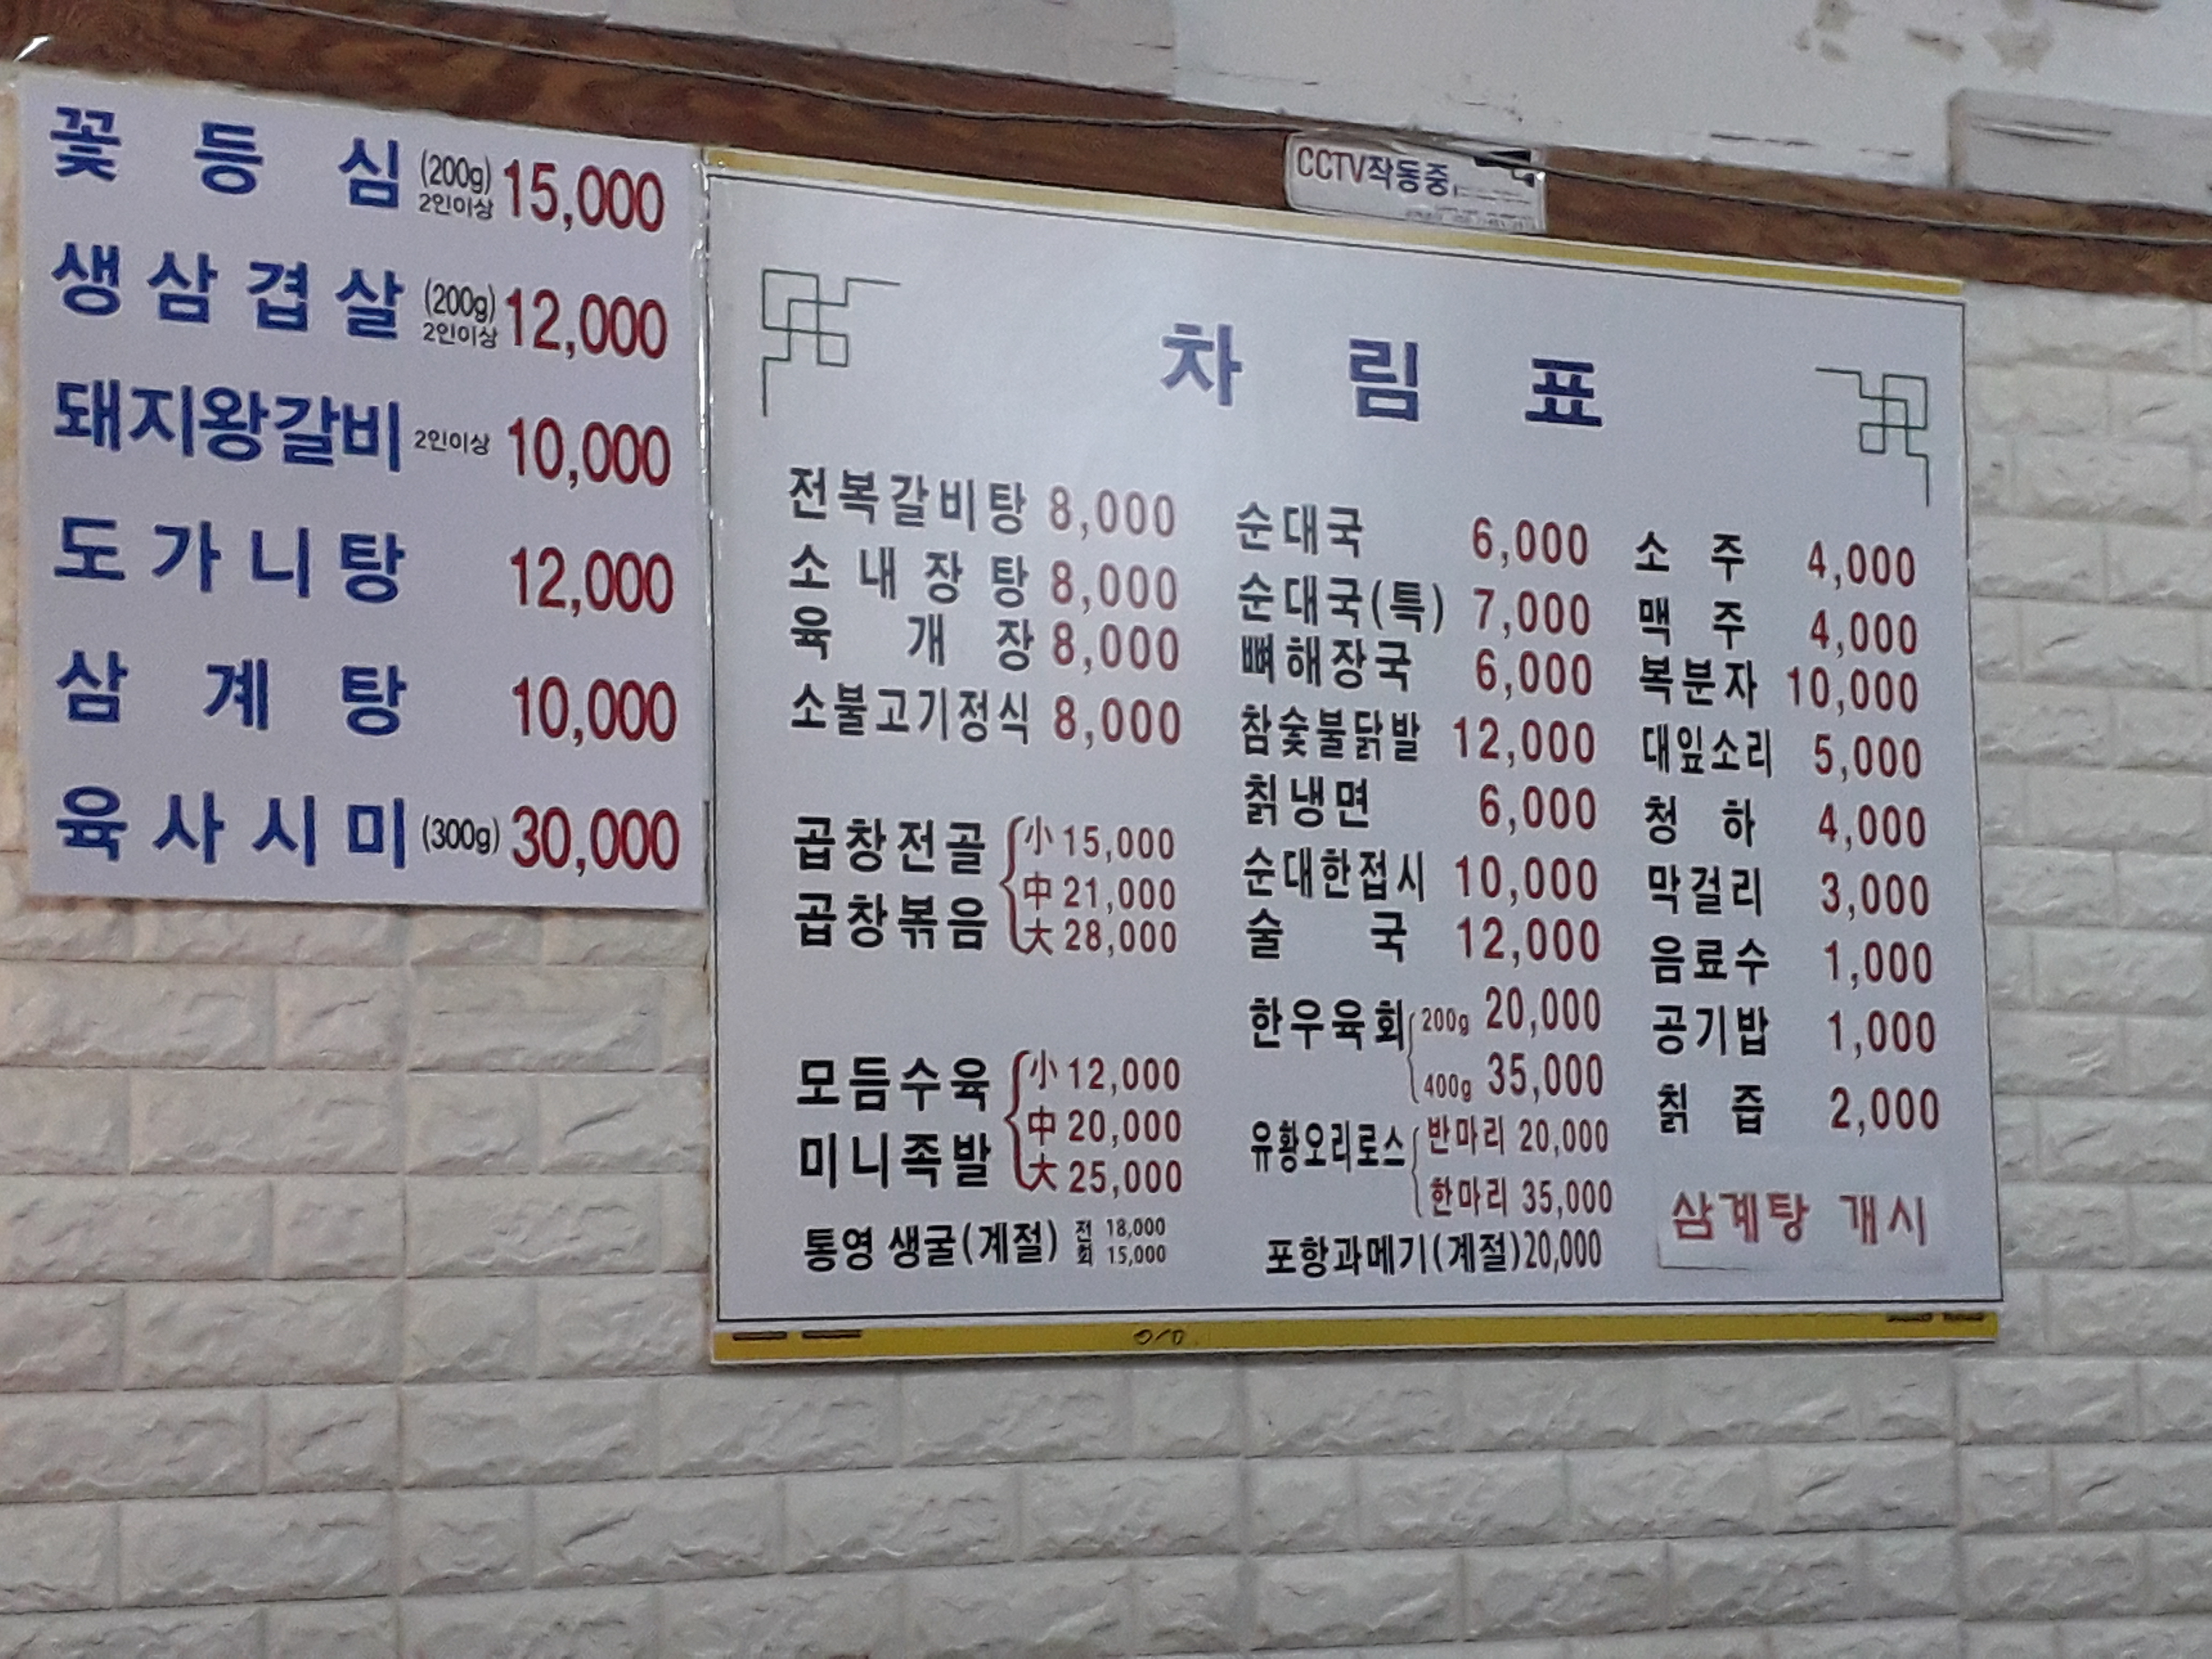 꽃등심 (200g) 2인이상 15,000
생삼겹살 (200g) 2인이상 12,000
돼지왕갈비 2인이상 10,000
도가니탕 12,000
삼계탕 10,000
육사시미 (300g) 30,000
CCTV작동중
차림표
전복갈비탕 8,000
소내장탕 8,000
육개장 8,000
소불고기정식 8,000
곱창전골
곱창볶음
小 15,000
中 21,000
大 28,000
모듬수육
미니족발
小 12,000
中 20,000
大 25,000
통영 생굴(계절) 전 18,000
회 15,000
순대국 6,000
순대국(특) 7,000
뼈해장국 6,000
참숯불닭발 12,000
칡냉면 6,000
순대한접시 10,000
술국 12,000
한우육회 200g 20,000
400g 35,000
유황오리로스 반마리 20,000
한마리 35,000
포항과메기(계절) 20,000
소주 4,000
맥주 4,000
복분자 10,000
대잎소리 5,000
청하 4,000
막걸리 3,000
음료수 1,000
공기밥 1,000
칡즙 2,000
삼계탕 개시